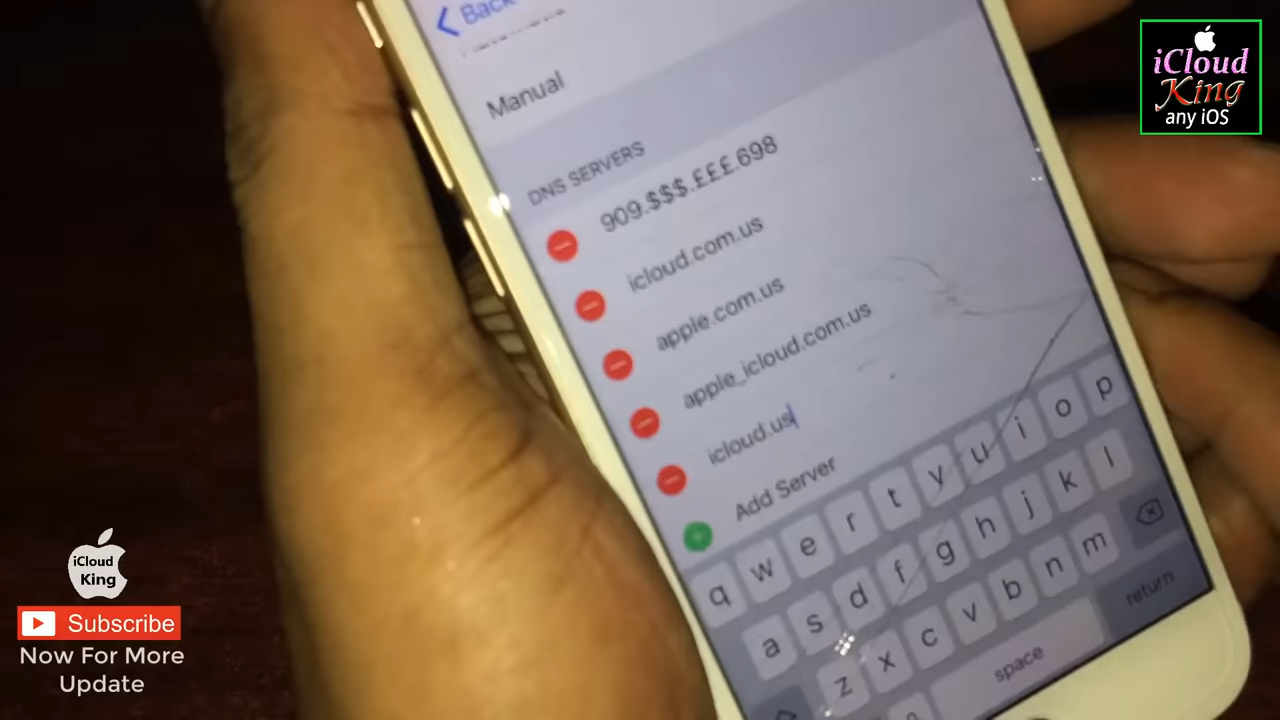 Back
Manual
DNS SERVERS
909.$$$.£££.698
icloud.com.us
apple.com.us
apple_icloud.com.us
icloud.us
Add Server
q w e r t y u i o p
a s d f g h j k l
z x c v b n m
space
return
iCloud
King
any iOS
iCloud
King
Subscribe
Now For More
Update